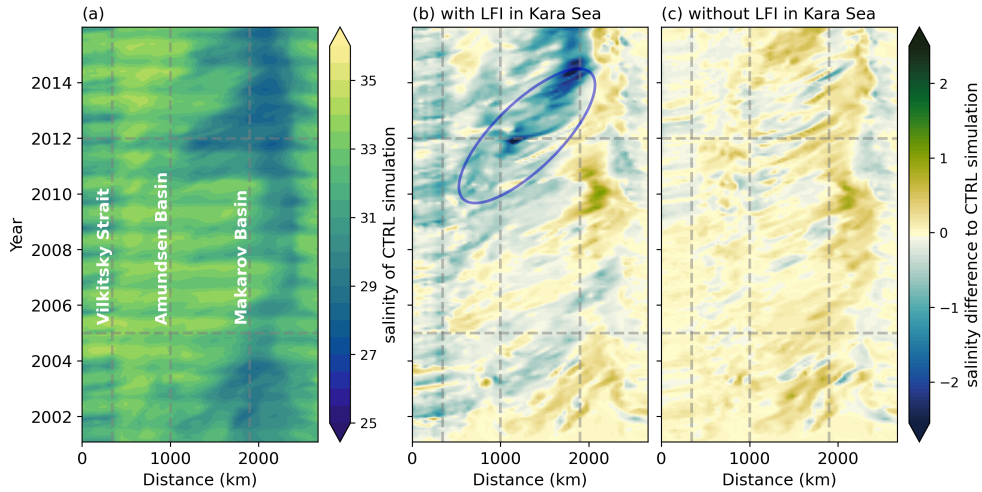 (a)
(b) with LFI in Kara Sea
(c) without LFI in Kara Sea
Year
2014
2012
2010
2008
2006
2004
2002
Vilkitsky Strait
Amundsen Basin
Makarov Basin
0
1000
2000
Distance (km)
35
33
31
29
27
25
salinity of CTRL simulation
0
1000
2000
Distance (km)
0
1000
2000
Distance (km)
2
1
0
−1
−2
salinity difference to CTRL simulation